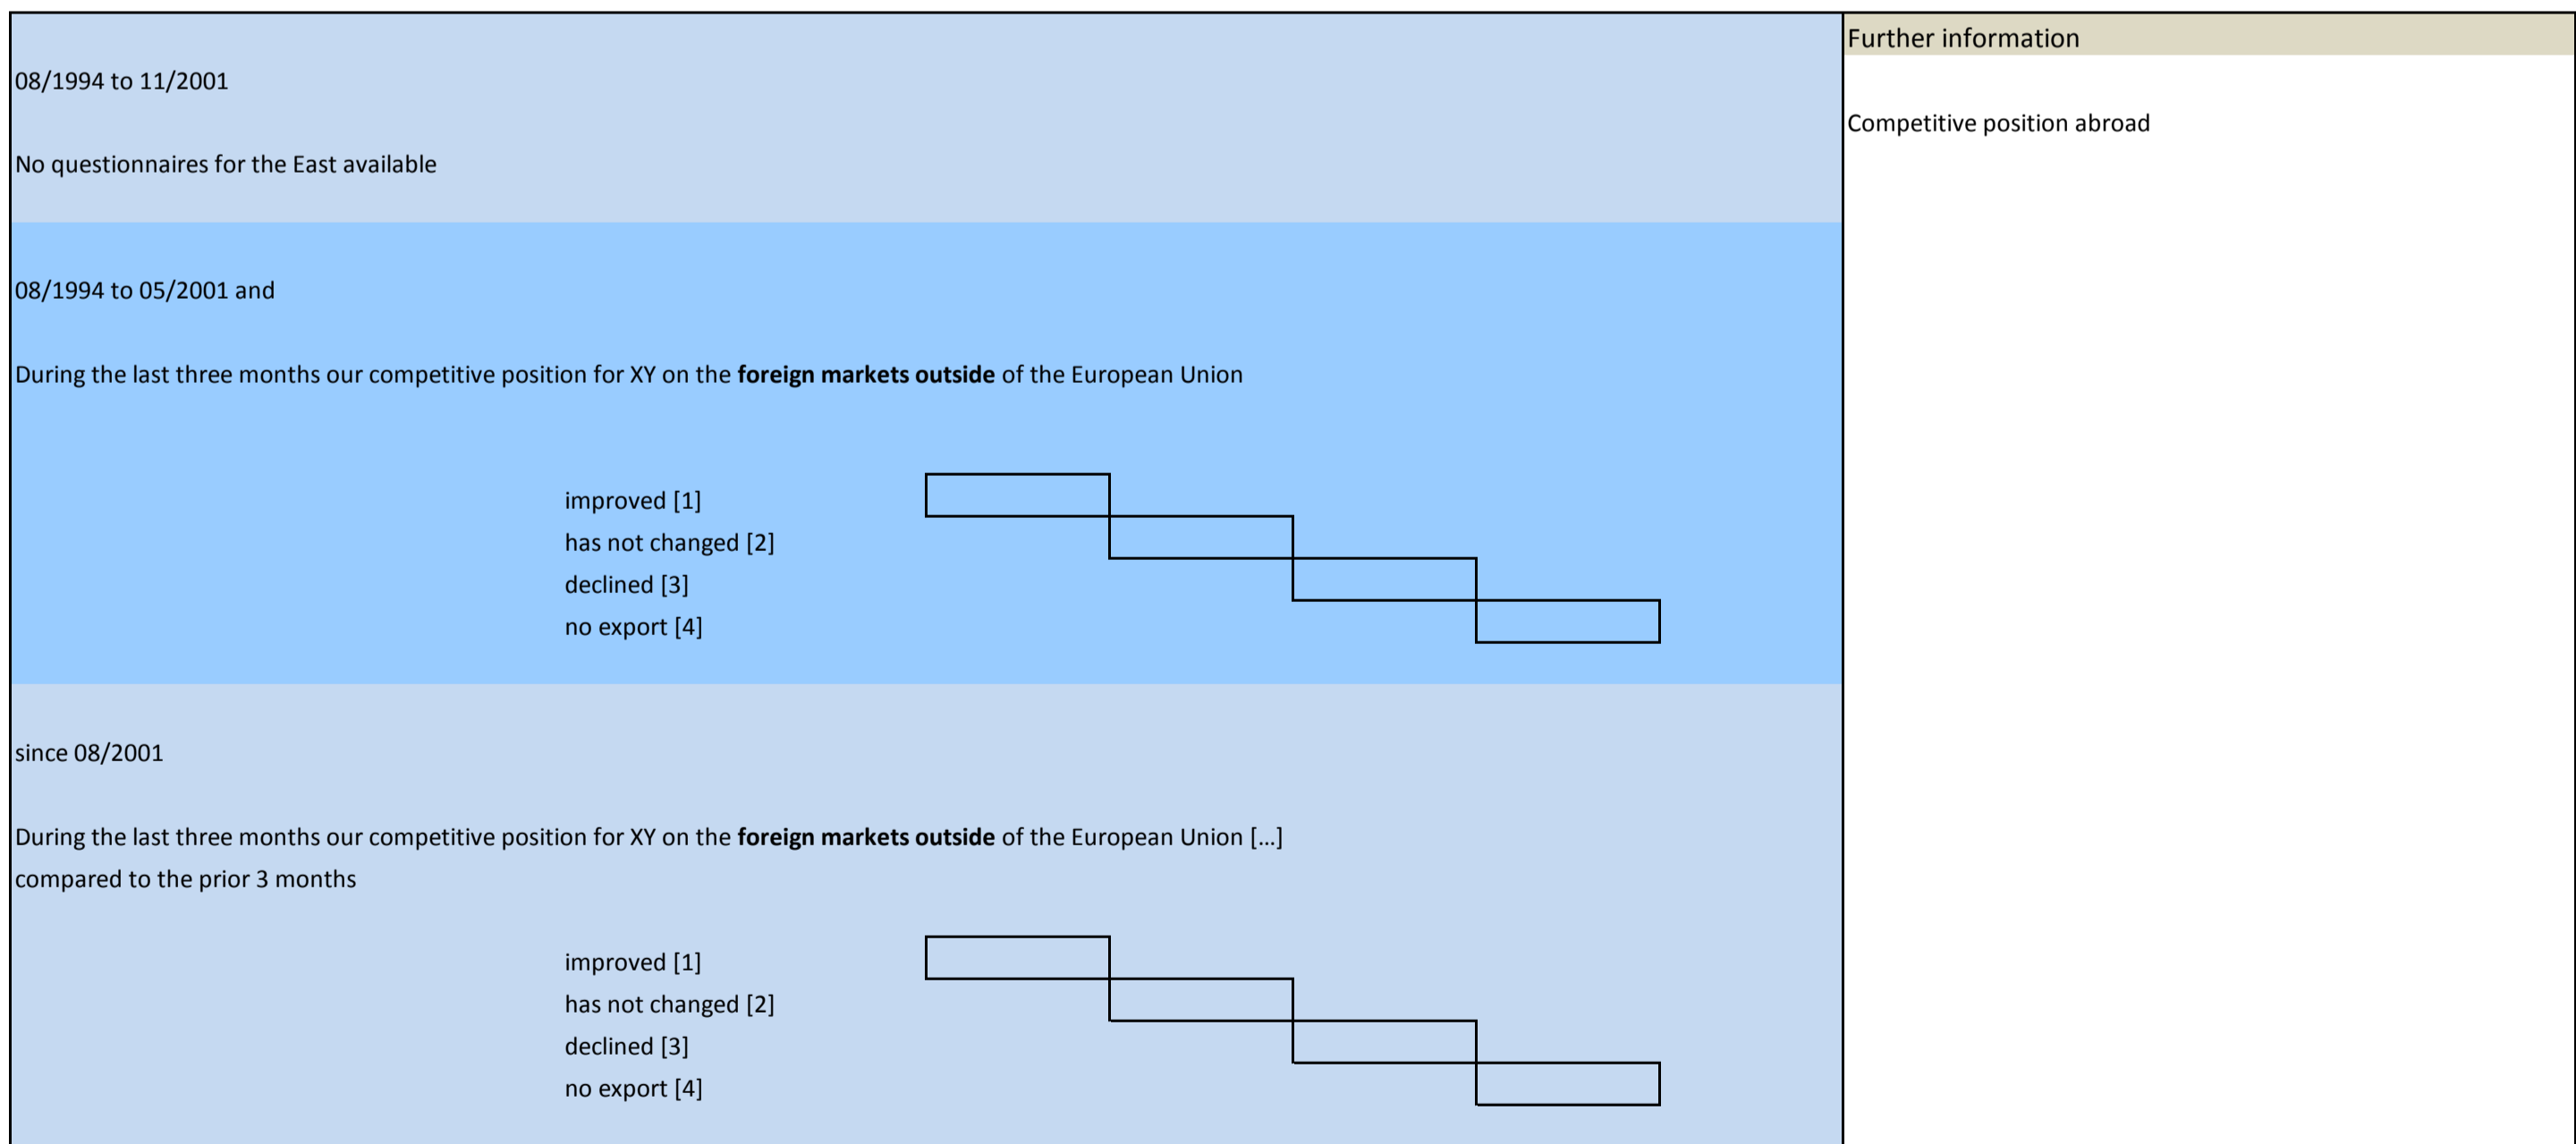 08/1994 to 11/2001
No questionnaires for the East available
08/1994 to 05/2001 and
During the last three months our competitive position for XY on the foreign markets outside of the European Union
improved [1]
has not changed [2]
declined [3]
no export [4]
since 08/2001
During the last three months our competitive position for XY on the foreign markets outside of the European Union [...]
compared to the prior 3 months
improved [1]
has not changed [2]
declined [3]
no export [4]
Further information
Competitive position abroad